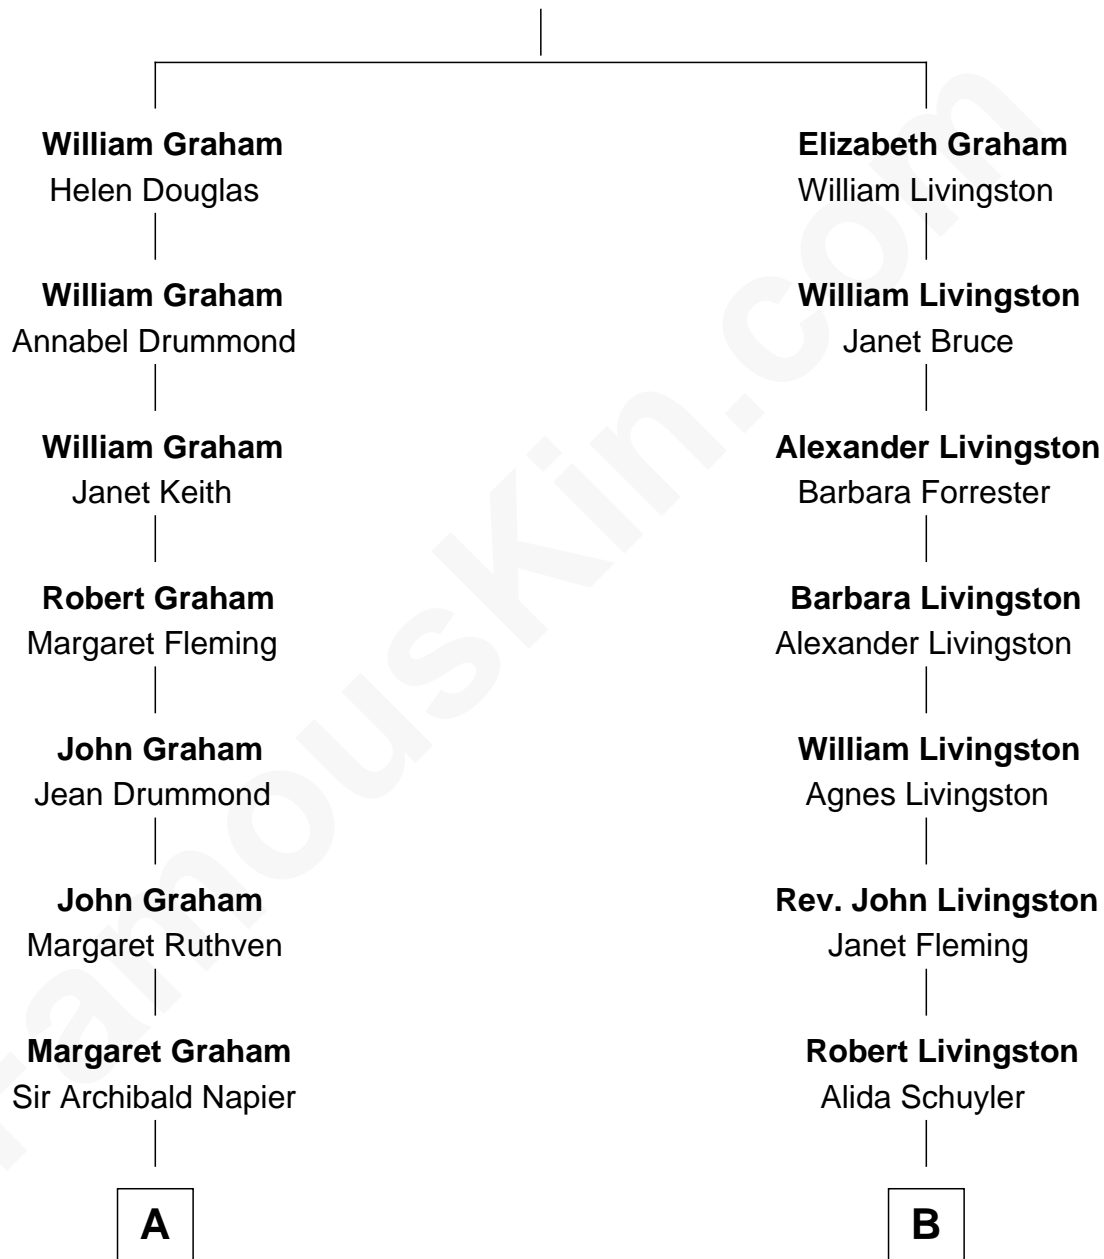 William Graham
Helen Douglas
William Graham
Annabel Drummond
William Graham
Janet Keith
Robert Graham
Margaret Fleming
John Graham
Jean Drummond
John Graham
Margaret Ruthven
Margaret Graham
Sir Archibald Napier
A
Elizabeth Graham
William Livingston
William Livingston
Janet Bruce
Alexander Livingston
Barbara Forrester
Barbara Livingston
Alexander Livingston
William Livingston
Agnes Livingston
Rev. John Livingston
Janet Fleming
Robert Livingston
Alida Schuyler
B
FamousKin.com